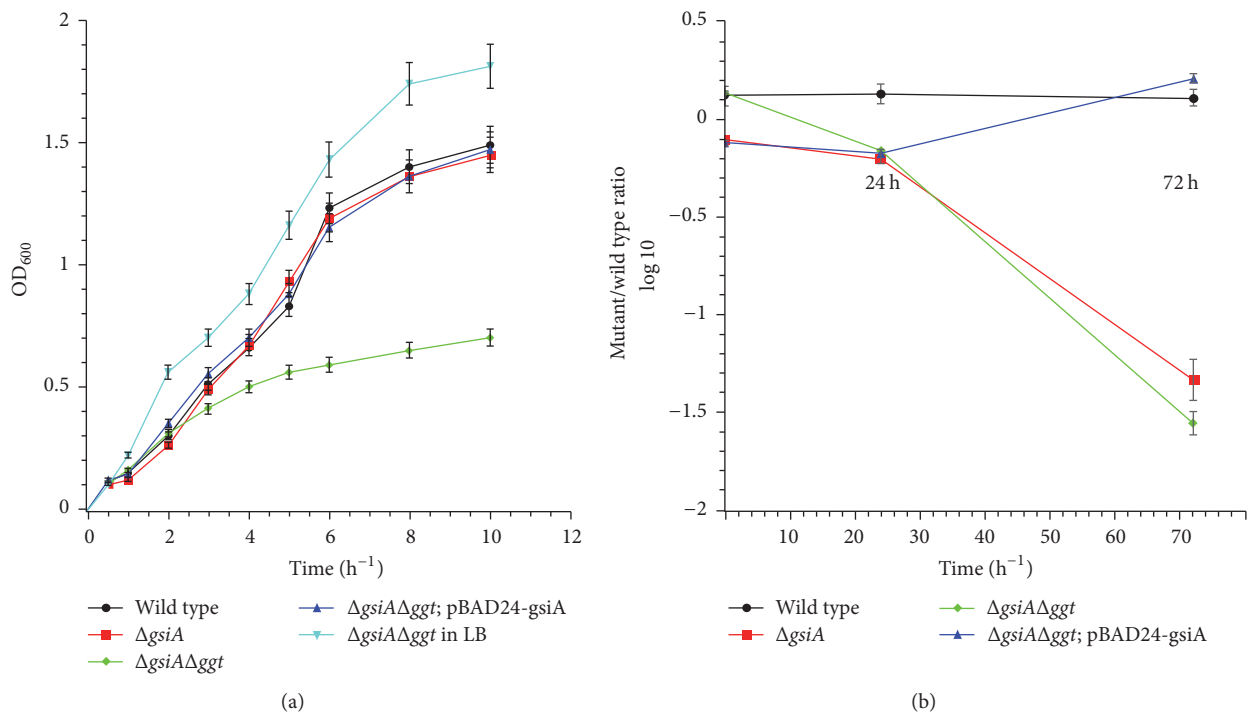 2
1.5
1
0.5
0
OD₆₀₀
0 2 4 6 8 10 12
Time (h⁻¹)
Wild type
ΔgsiA
ΔgsiAΔggt
ΔgsiAΔggt; pBAD24-gsiA
ΔgsiAΔggt in LB
(a)
0.5
0
−0.5
−1
−1.5
−2
Mutant/wild type ratio
log 10
24 h
72 h
10 20 30 40 50 60 70
Time (h⁻¹)
Wild type
ΔgsiA
ΔgsiAΔggt
ΔgsiAΔggt; pBAD24-gsiA
(b)